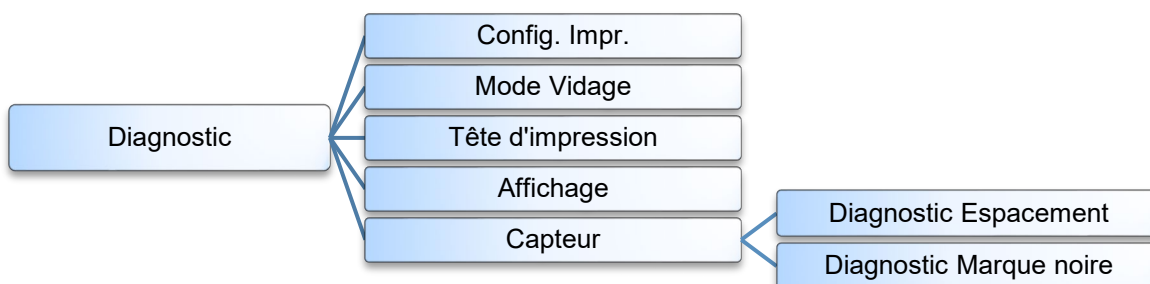 Config. Impr.
Mode Vidage
Diagnostic
Tête d'impression
Affichage
Capteur
Diagnostic Espacement
Diagnostic Marque noire